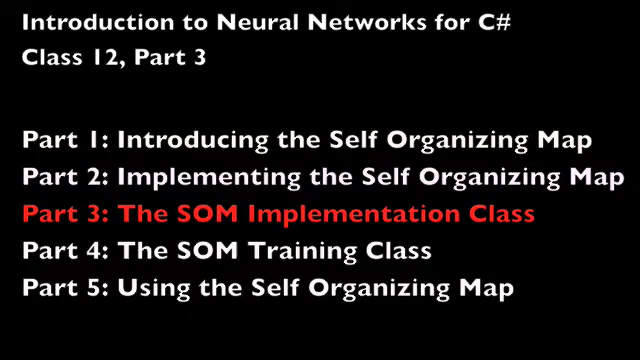 Introduction to Neural Networks for C#
Class 12, Part 3
Part 1: Introducing the Self Organizing Map
Part 2: Implementing the Self Organizing Map
Part 3: The SOM Implementation Class
Part 4: The SOM Training Class
Part 5: Using the Self Organizing Map